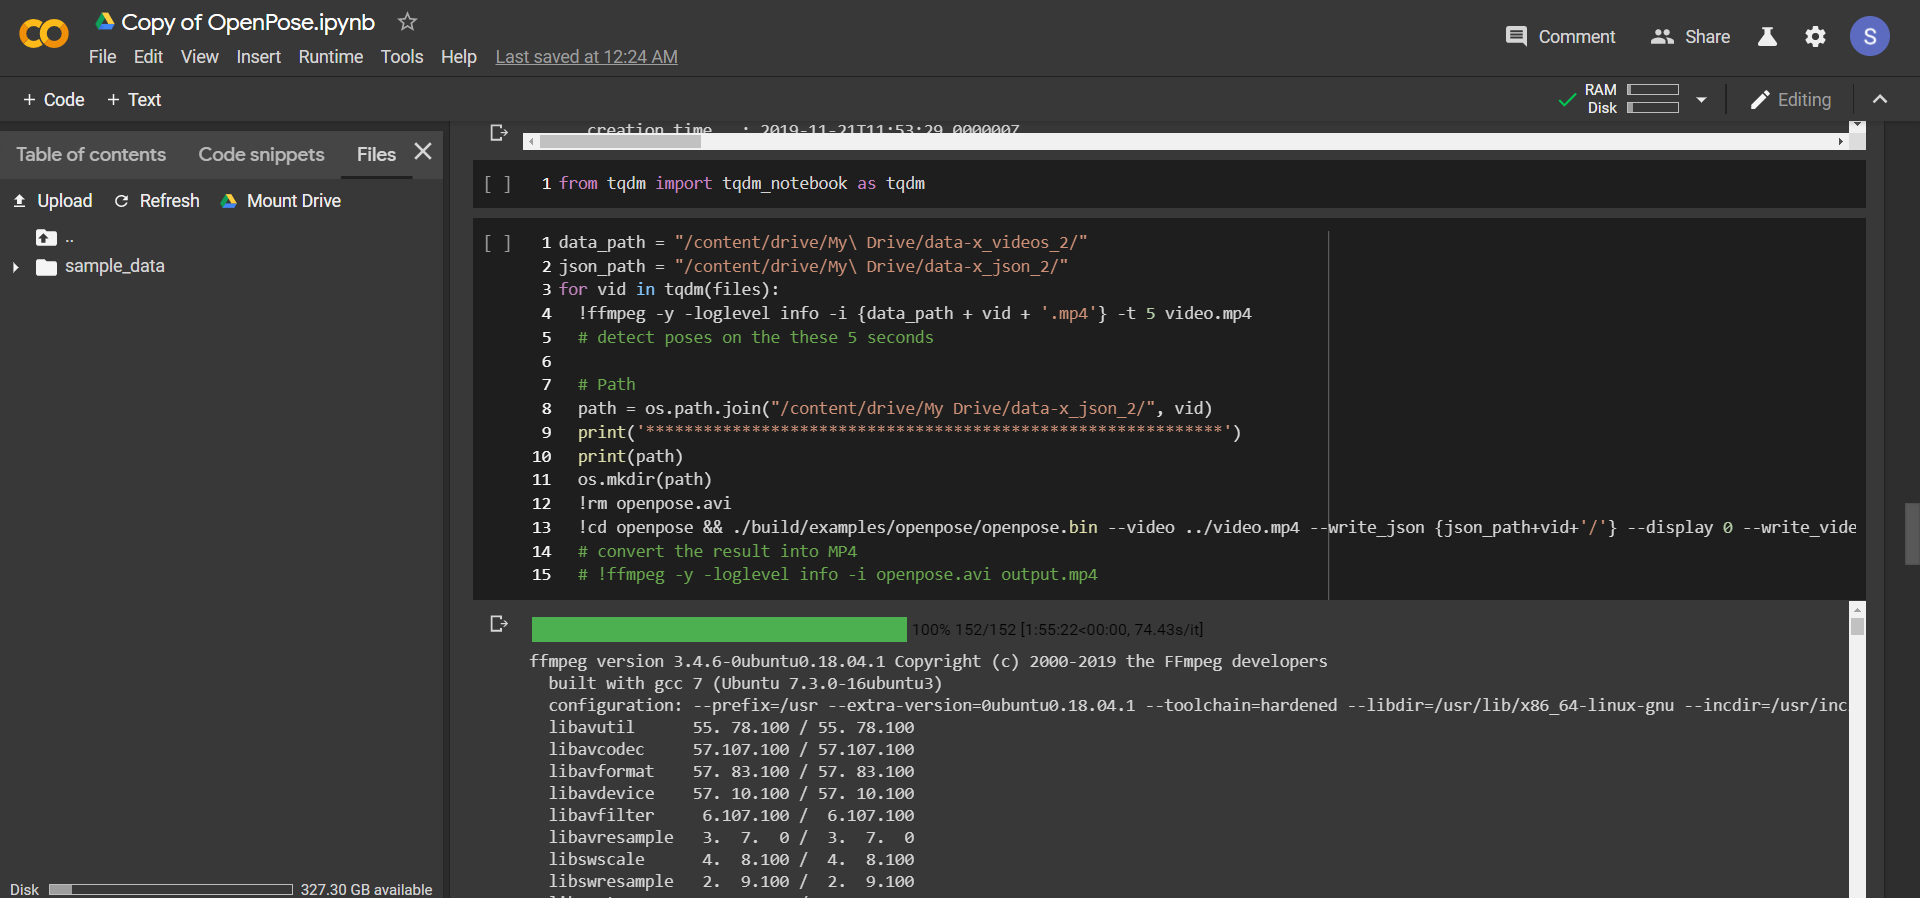 Copy of OpenPose.ipynb
File Edit View Insert Runtime Tools Help Last saved at 12:24 AM
Comment Share S
+ Code + Text
RAM
Disk
Editing
Table of contents Code snippets Files
Upload Refresh Mount Drive
..
sample_data
Disk 327.30 GB available
creation_time : 2019-11-21T11:53:29.000000Z
[ ] 1 from tqdm import tqdm_notebook as tqdm
[ ] 1 data_path = "/content/drive/My\ Drive/data-x_videos_2/"
2 json_path = "/content/drive/My\ Drive/data-x_json_2/"
3 for vid in tqdm(files):
4 !ffmpeg -y -loglevel info -i {data_path + vid + '.mp4'} -t 5 video.mp4
5 # detect poses on the these 5 seconds
6
7 # Path
8 path = os.path.join("/content/drive/My Drive/data-x_json_2/", vid)
9 print('************************************************************')
10 print(path)
11 os.mkdir(path)
12 !rm openpose.avi
13 !cd openpose && ./build/examples/openpose/openpose.bin --video ../video.mp4 --write_json {json_path+vid+'/'} --display 0 --write_vide
14 # convert the result into MP4
15 # !ffmpeg -y -loglevel info -i openpose.avi output.mp4
100% 152/152 [1:55:22<00:00, 74.43s/it]
ffmpeg version 3.4.6-0ubuntu0.18.04.1 Copyright (c) 2000-2019 the FFmpeg developers
built with gcc 7 (Ubuntu 7.3.0-16ubuntu3)
configuration: --prefix=/usr --extra-version=0ubuntu0.18.04.1 --toolchain=hardened --libdir=/usr/lib/x86_64-linux-gnu --incdir=/usr/inc
libavutil 55. 78.100 / 55. 78.100
libavcodec 57.107.100 / 57.107.100
libavformat 57. 83.100 / 57. 83.100
libavdevice 57. 10.100 / 57. 10.100
libavfilter 6.107.100 / 6.107.100
libavresample 3. 7. 0 / 3. 7. 0
libswscale 4. 8.100 / 4. 8.100
libswresample 2. 9.100 / 2. 9.100